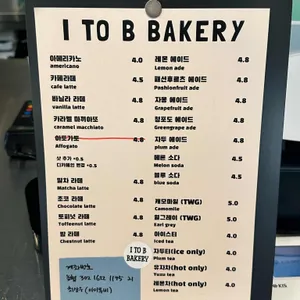 I TO B BAKERY
아메리카노 4.0
americano
카페라떼 4.5
cafe latte
바닐라 라떼 4.8
vanilla latte
카라멜 마끼아또 4.8
caramel macchiato
아포가토 4.8
Affogato
샷 추가 +0.5
디카페인 변경 +0.5
말차 라떼 4.8
Matcha latte
초코 라떼 4.8
Chocolate latte
토피넛 라떼 4.8
Toffeenut latte
밤 라떼
Chestnut latte
레몬 에이드 4.8
Lemon ade
패션후르츠 에이드 4.8
Pashionfruit ade
자몽 에이드 4.8
Grapefruit ade
청포도 에이드 4.8
Greengrape ade
자두 에이드 4.8
plum ade
메론 소다 4.8
Melon soda
블루 소다 4.8
blue soda
캐모마일 (TWG) 5.0
Camomile
얼그레이 (TWG) 5.0
Earl grey
아이스티 4.0
Iced tea
자두티(ice only) 4.8
Plum tea
유자차(hot only) 4.8
Yuzu tea
레몬차(hot only) 4.8
Lemon tea
I TO B
BAKERY